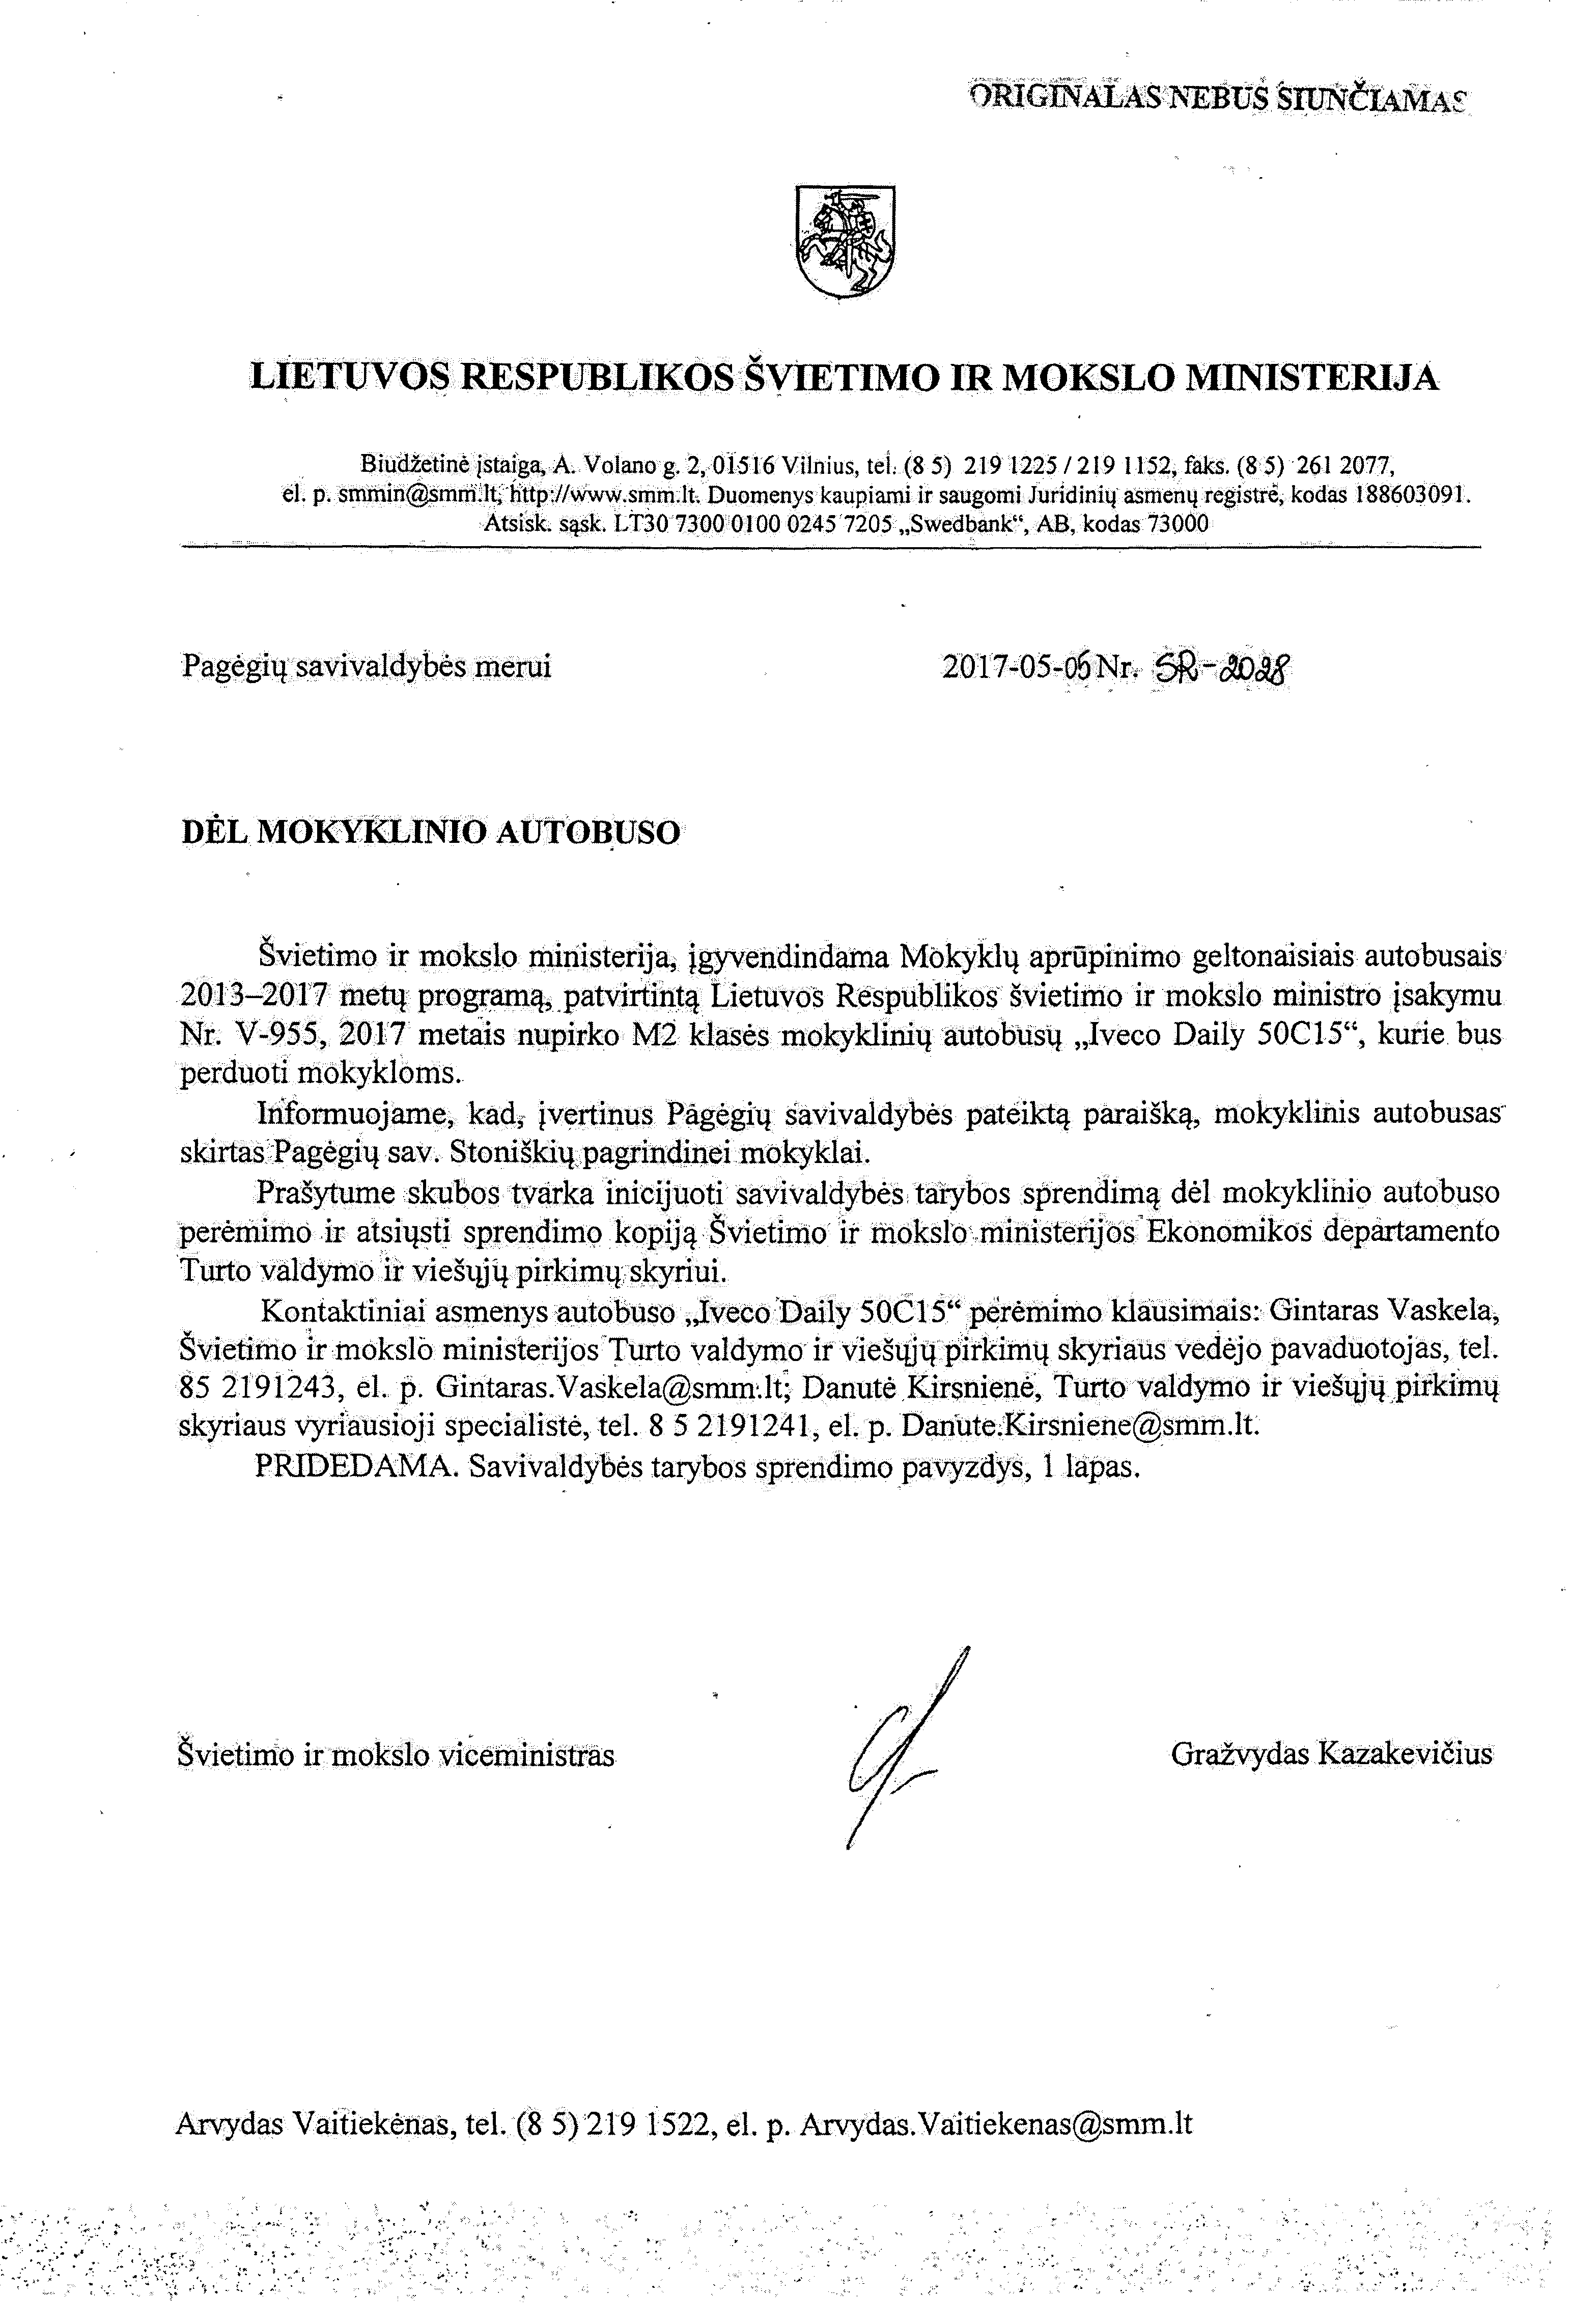 ORIGINALAS NEBUS SIUNČIAMAS
LIETUVOS RESPUBLIKOS ŠVIETIMO IR MOKSLO MINISTERIJA
Biudžetinė įstaiga, A. Volano g. 2, 01516 Vilnius, tel. (8 5) 219 1225 / 219 1152, faks. (8 5) 261 2077,
el. p. smmin@smm.lt, http://www.smm.lt. Duomenys kaupiami ir saugomi Juridinių asmenų registre, kodas 188603091.
Atsisk. sąsk. LT30 7300 0100 0245 7205 „Swedbank“, AB, kodas 73000
Pagėgių savivaldybės merui
2017-05-05 Nr. SR-2028
DĖL MOKYKLINIO AUTOBUSO
Švietimo ir mokslo ministerija, įgyvendindama Mokyklų aprūpinimo geltonaisiais autobusais
2013–2017 metų programą, patvirtintą Lietuvos Respublikos švietimo ir mokslo ministro įsakymu
Nr. V-955, 2017 metais nupirko M2 klasės mokyklinių autobusų „Iveco Daily 50C15“, kurie bus
perduoti mokykloms.
Informuojame, kad, įvertinus Pagėgių savivaldybės pateiktą paraišką, mokyklinis autobusas
skirtas Pagėgių sav. Stoniškių pagrindinei mokyklai.
Prašytume skubos tvarka inicijuoti savivaldybės tarybos sprendimą dėl mokyklinio autobuso
perėmimo ir atsiųsti sprendimo kopiją Švietimo ir mokslo ministerijos Ekonomikos departamento
Turto valdymo ir viešųjų pirkimų skyriui.
Kontaktiniai asmenys autobuso „Iveco Daily 50C15“ perėmimo klausimais: Gintaras Vaskela,
Švietimo ir mokslo ministerijos Turto valdymo ir viešųjų pirkimų skyriaus vedėjo pavaduotojas, tel.
85 2191243, el. p. Gintaras.Vaskela@smm.lt; Danutė Kirsnienė, Turto valdymo ir viešųjų pirkimų
skyriaus vyriausioji specialistė, tel. 8 5 2191241, el. p. Danute.Kirsniene@smm.lt.
PRIDEDAMA. Savivaldybės tarybos sprendimo pavyzdys, 1 lapas.
Švietimo ir mokslo viceministras
Gražvydas Kazakevičius
Arvydas Vaitiekėnas, tel. (8 5) 219 1522, el. p. Arvydas.Vaitiekenas@smm.lt